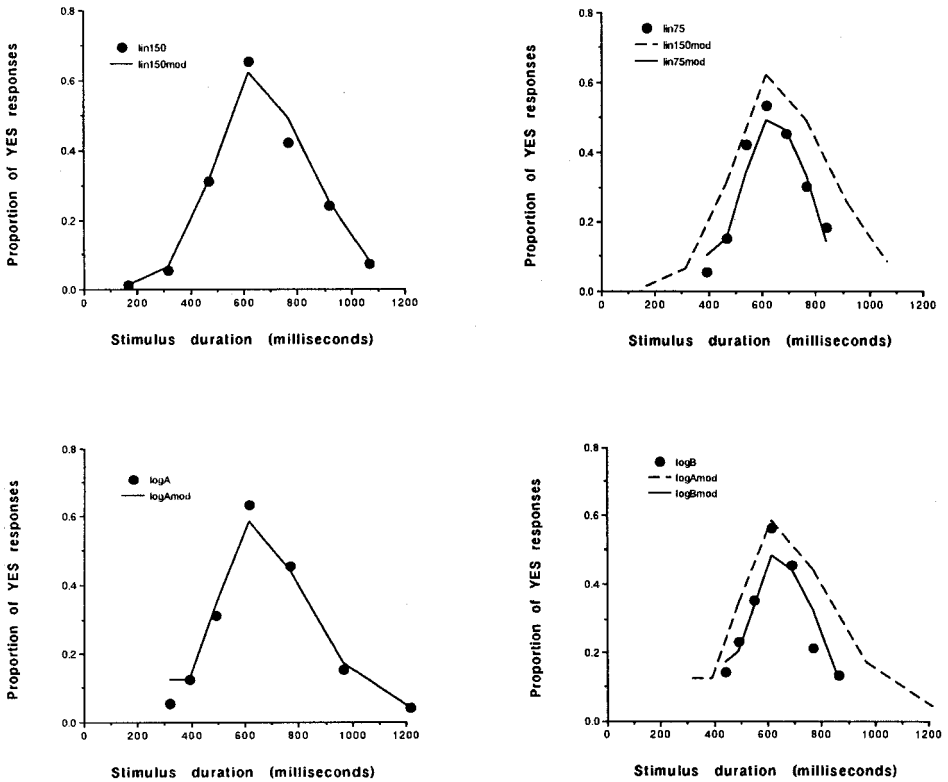 0.8
0.6
0.4
0.2
0.0
Proportion of YES responses
lin150
lin150mod
0 200 400 600 800 1000 1200
Stimulus duration (milliseconds)
0.8
0.6
0.4
0.2
0.0
Proportion of YES responses
lin75
lin150mod
lin75mod
0 200 400 600 800 1000 1200
Stimulus duration (milliseconds)
0.8
0.6
0.4
0.2
0.0
Proportion of YES responses
logA
logAmod
0 200 400 600 800 1000 1200
Stimulus duration (milliseconds)
0.8
0.6
0.4
0.2
0.0
Proportion of YES responses
logB
logAmod
logBmod
0 200 400 600 800 1000 1200
Stimulus duration (milliseconds)